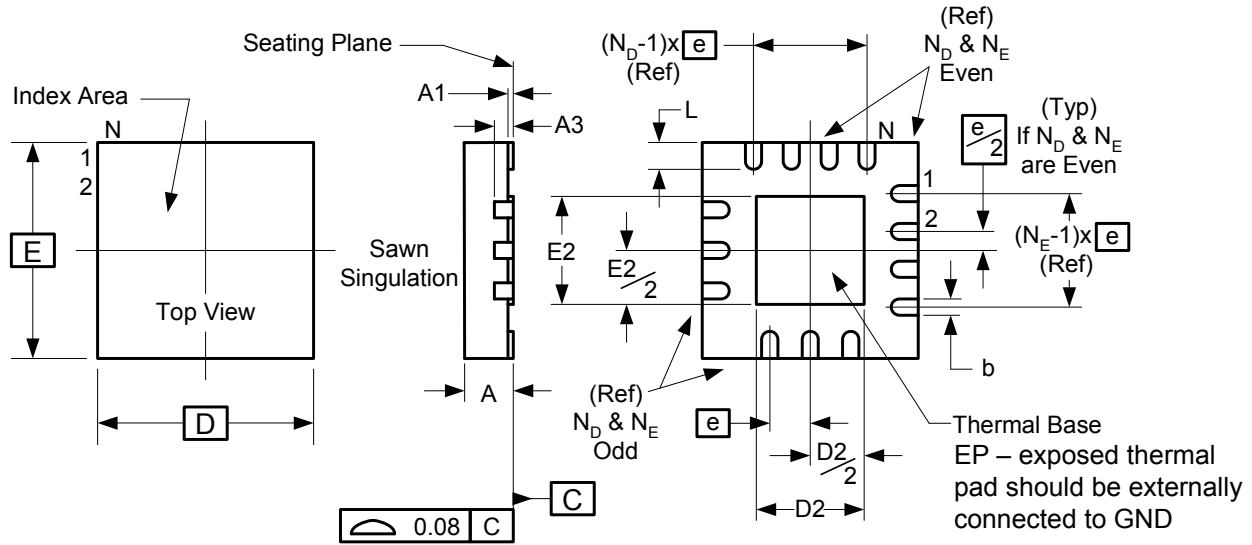 Seating Plane
Index Area
N
1
2
E
Top View
D
A1
A3
Sawn
Singulation
A
0.08 C
C
(N_D-1)x e
(Ref)
(Ref)
N_D & N_E
Even
L
N
e/2
(Typ)
If N_D & N_E
are Even
1
2
E2
E2/2
(N_E-1)x e
(Ref)
b
(Ref)
N_D & N_E
Odd
e
D2/2
D2
Thermal Base
EP – exposed thermal
pad should be externally
connected to GND